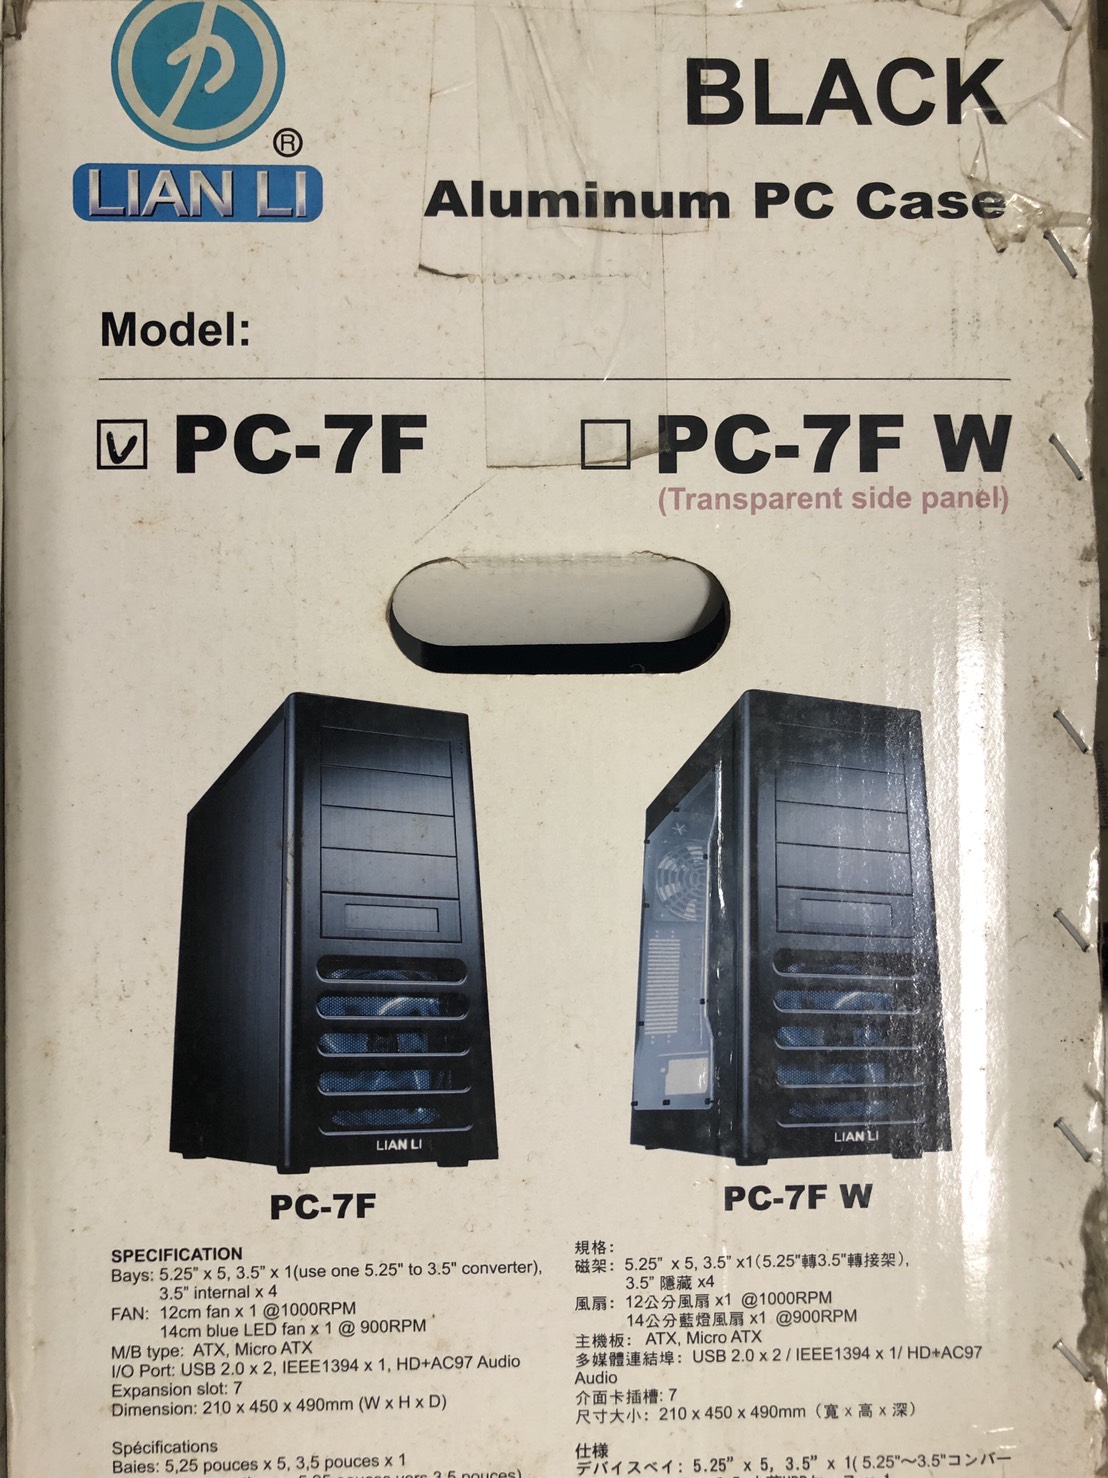 ®
LIAN LI
BLACK
Aluminum PC Case
Model:
PC-7F
PC-7F W
(Transparent side panel)
LIAN LI
LIAN LI
PC-7F
PC-7F W
SPECIFICATION
Bays: 5.25" x 5, 3.5" x 1(use one 5.25" to 3.5" converter),
3.5" internal x 4
FAN: 12cm fan x 1 @1000RPM
14cm blue LED fan x 1 @ 900RPM
M/B type: ATX, Micro ATX
I/O Port: USB 2.0 x 2, IEEE1394 x 1, HD+AC97 Audio
Expansion slot: 7
Dimension: 210 x 450 x 490mm (W x H x D)
Spécifications
Baies: 5,25 pouces x 5, 3,5 pouces x 1
規格:
磁架: 5.25" x 5, 3.5" x1(5.25"轉3.5"轉接架),
3.5" 隱藏 x4
風扇: 12公分風扇 x1 @1000RPM
14公分藍燈風扇 x1 @900RPM
主機板: ATX, Micro ATX
多媒體連結埠: USB 2.0 x 2 / IEEE1394 x 1/ HD+AC97
Audio
介面卡插槽: 7
尺寸大小: 210 x 450 x 490mm (寬 x 高 x 深)
仕様
デバイスベイ: 5.25" x 5, 3.5" x 1( 5.25"～3.5"コンバー